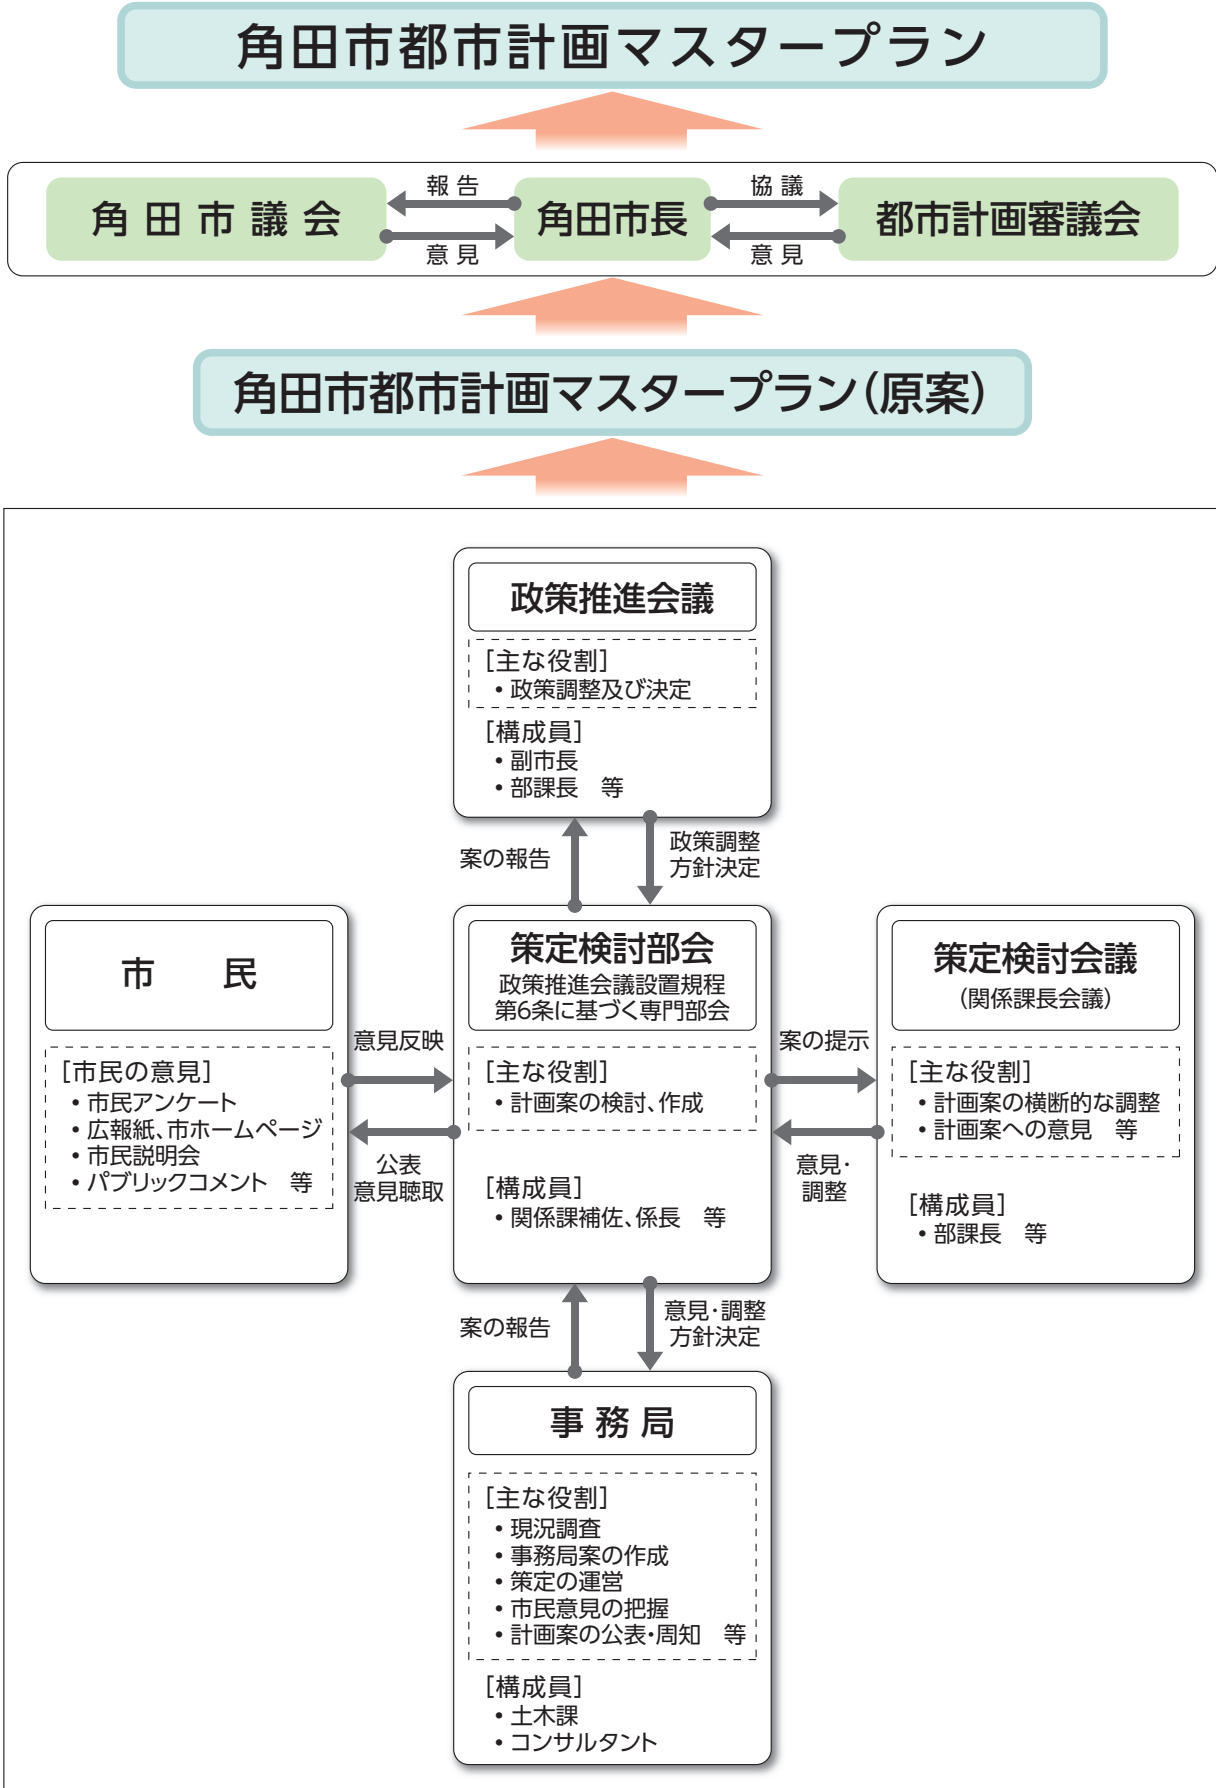 角田市都市計画マスタープラン
報 告
協 議
角 田 市 議 会
角田市長
都市計画審議会
意 見
意 見
角田市都市計画マスタープラン(原案)
政策推進会議
[主な役割]
・政策調整及び決定
[構成員]
・副市長
・部課長　等
案の報告
政策調整
方針決定
市　民
[市民の意見]
・市民アンケート
・広報紙、市ホームページ
・市民説明会
・パブリックコメント　等
意見反映
公表
意見聴取
策定検討部会
政策推進会議設置規程
第6条に基づく専門部会
[主な役割]
・計画案の検討、作成
[構成員]
・関係課補佐、係長　等
案の提示
意見・
調整
策定検討会議
(関係課長会議)
[主な役割]
・計画案の横断的な調整
・計画案への意見　等
[構成員]
・部課長　等
案の報告
意見・調整
方針決定
事 務 局
[主な役割]
・現況調査
・事務局案の作成
・策定の運営
・市民意見の把握
・計画案の公表・周知　等
[構成員]
・土木課
・コンサルタント